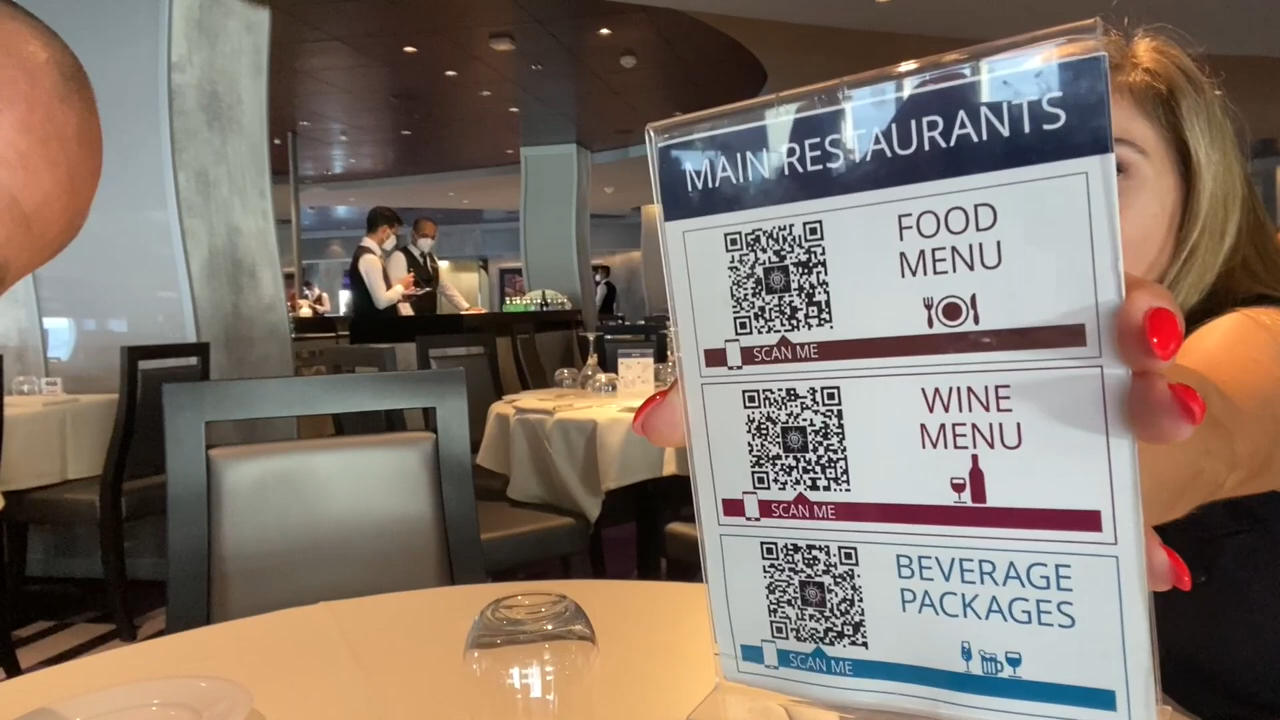 MAIN RESTAURANTS
FOOD
MENU
SCAN ME
WINE
MENU
SCAN ME
BEVERAGE
PACKAGES
SCAN ME